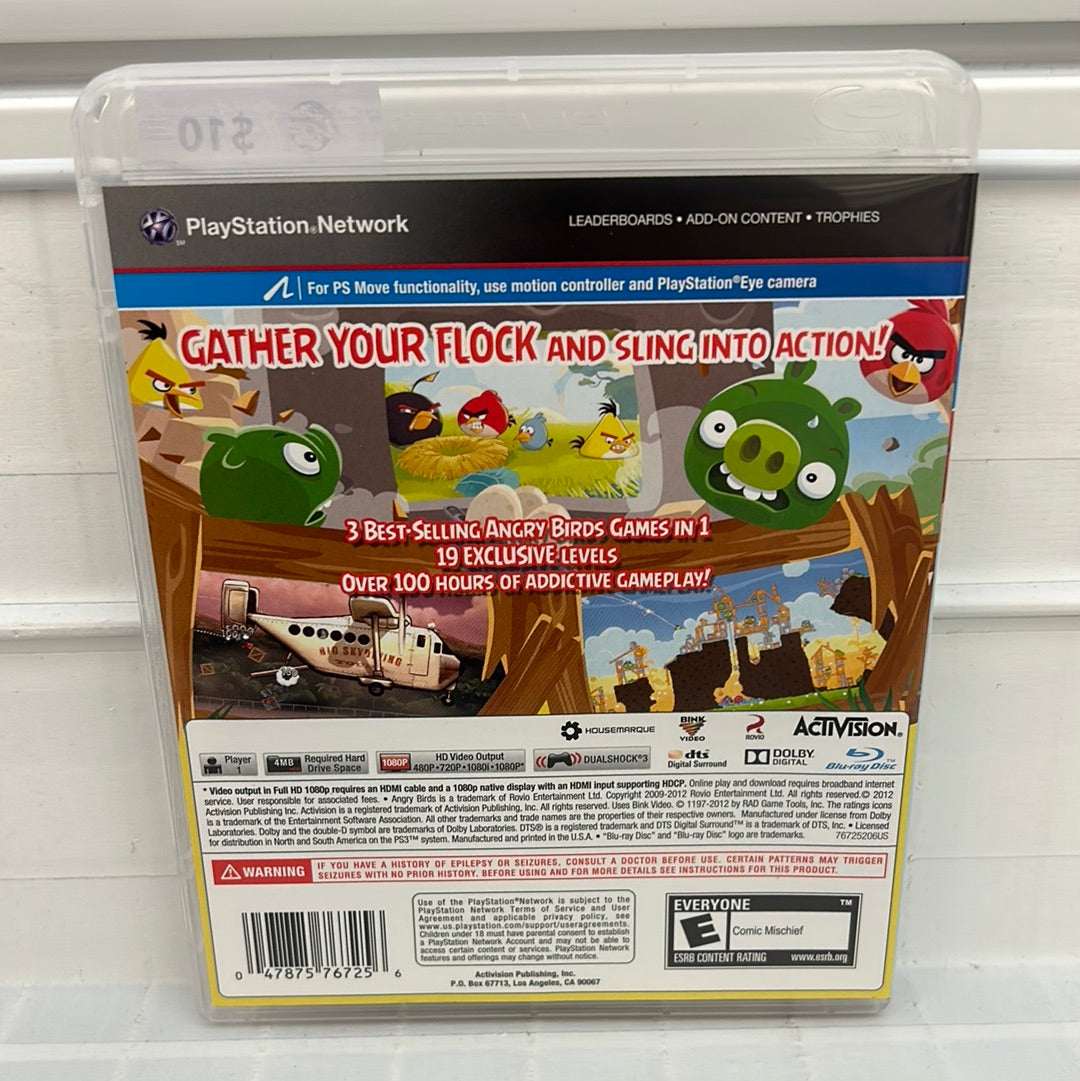 $10
PlayStation®Network
LEADERBOARDS • ADD-ON CONTENT • TROPHIES
For PS Move functionality, use motion controller and PlayStation®Eye camera
GATHER YOUR FLOCK AND SLING INTO ACTION!
3 BEST-SELLING ANGRY BIRDS GAMES IN 1
19 EXCLUSIVE LEVELS
OVER 100 HOURS OF ADDICTIVE GAMEPLAY!
HOUSEMARQUE
BINK
VIDEO
ROVIO
ACTIVISION®
Player
1
4MB
Required Hard
Drive Space
1080P
HD Video Output
480P•720P•1080i•1080P*
DUALSHOCK®3
dts
Digital Surround
DOLBY
DIGITAL
Blu-ray Disc™
* Video output in Full HD 1080p requires an HDMI cable and a 1080p native display with an HDMI input supporting HDCP. Online play and download requires broadband internet
service. User responsible for associated fees. • Angry Birds is a trademark of Rovio Entertainment Ltd. Copyright 2009-2012 Rovio Entertainment Ltd. All rights reserved.© 2012
Activision Publishing Inc. Activision is a registered trademark of Activision Publishing, Inc. All rights reserved. Uses Bink Video. © 1997-2012 by RAD Game Tools, Inc. The ratings icons
is a trademark of the Entertainment Software Association. All other trademarks and trade names are the properties of their respective owners. Manufactured under license from Dolby
Laboratories. Dolby and the double-D symbol are trademarks of Dolby Laboratories. DTS® is a registered trademark and DTS Digital Surround™ is a trademark of DTS, Inc. • Licensed
for distribution in North and South America on the PS3™ system. Manufactured and printed in the U.S.A. • "Blu-ray Disc" and "Blu-ray Disc" logo are trademarks.
76725206US
WARNING
IF YOU HAVE A HISTORY OF EPILEPSY OR SEIZURES, CONSULT A DOCTOR BEFORE USE. CERTAIN PATTERNS MAY TRIGGER
SEIZURES WITH NO PRIOR HISTORY. BEFORE USING AND FOR MORE DETAILS SEE INSTRUCTIONS FOR THIS PRODUCT.
0 47875 76725 6
Use of the PlayStation®Network is subject to the
PlayStation Network Terms of Service and User
Agreement and applicable privacy policy, see
www.us.playstation.com/support/useragreements.
Children under 18 must have parental consent to establish
a PlayStation Network Account and may not be able to
access certain content or services. PlayStation Network
features and offerings may change without notice.
Activision Publishing, Inc.
P.O. Box 67713, Los Angeles, CA 90067
EVERYONE ™
E
Comic Mischief
ESRB CONTENT RATING
www.esrb.org